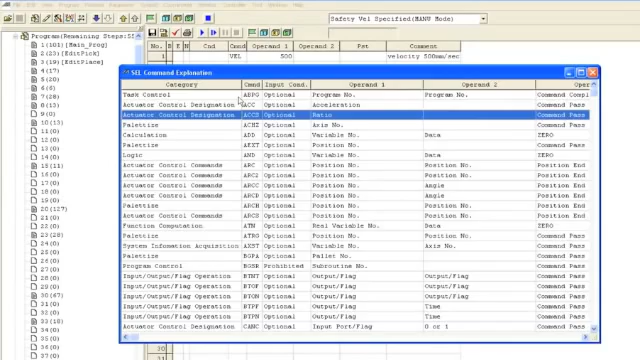 Safety Vel Specified(MANU Mode)
Program(Remaining Steps:
No. B E N Cnd Cmnd Operand 1 Operand 2 Pst Comment
1 VEL 500 velocity 500mm/sec
1(101)[Main_Prog]
2(23)[EditPick]
3(19)[EditPlace]
4(17)
5(20)
6(6)
7(28)
8(13)
9(0)
10(13)
11(0)
12(0)
13(0)
14(0)
15(11)
16(0)
17(0)
18(0)
19(0)
20(127)
21(0)
22(0)
23(28)
24(0)
25(0)
26(0)
27(0)
28(0)
29(0)
30(67)
31(0)
32(0)
33(18)
34(0)
35(0)
36(0)
37(0)
SEL Command Explonation
Category Cmnd Input Cond. Operand 1 Operand 2 Oper
Task Control ABPG Optional Program No. Program No. Command Compl
Actuator Control Designation ACC Optional Acceleration Command Pass
Actuator Control Designation ACCS Optional Ratio Command Pass
Palettize ACHZ Optional Axis No. Command Pass
Calculation ADD Optional Variable No. Data ZERO
Palettize AEXT Optional Position No. Command Pass
Logic AND Optional Variable No. Data ZERO
Actuator Control Commands ARC Optional Position No. Position No. Position End
Actuator Control Commands ARC2 Optional Position No. Position No. Position End
Actuator Control Commands ARCC Optional Position No. Angle Position End
Actuator Control Commands ARCD Optional Position No. Angle Position End
Palettize ARCH Optional Position No. Position No. Position End
Actuator Control Commands ARCS Optional Position No. Position No. Position End
Function Computation ATN Optional Real Variable No. Data ZERO
Palettize ATRG Optional Position No. Position No. Command Pass
System Infomation Acquisition AXST Optional Variable No. Axis No. Command Pass
Palettize BGPA Optional Pallet No. Command Pass
Program Control BGSR Prohibited Subroutine No. Command Pass
Input/Output/Flag Operation BTNT Optional Output/Flag Output/Flag Command Pass
Input/Output/Flag Operation BTOF Optional Output/Flag Output/Flag Command Pass
Input/Output/Flag Operation BTON Optional Output/Flag Output/Flag Command Pass
Input/Output/Flag Operation BTPF Optional Output/Flag Time Command Pass
Input/Output/Flag Operation BTPN Optional Output/Flag Time Command Pass
Actuator Control Designation CANC Optional Input Port/Flag 0 or 1 Command Pass
30
31